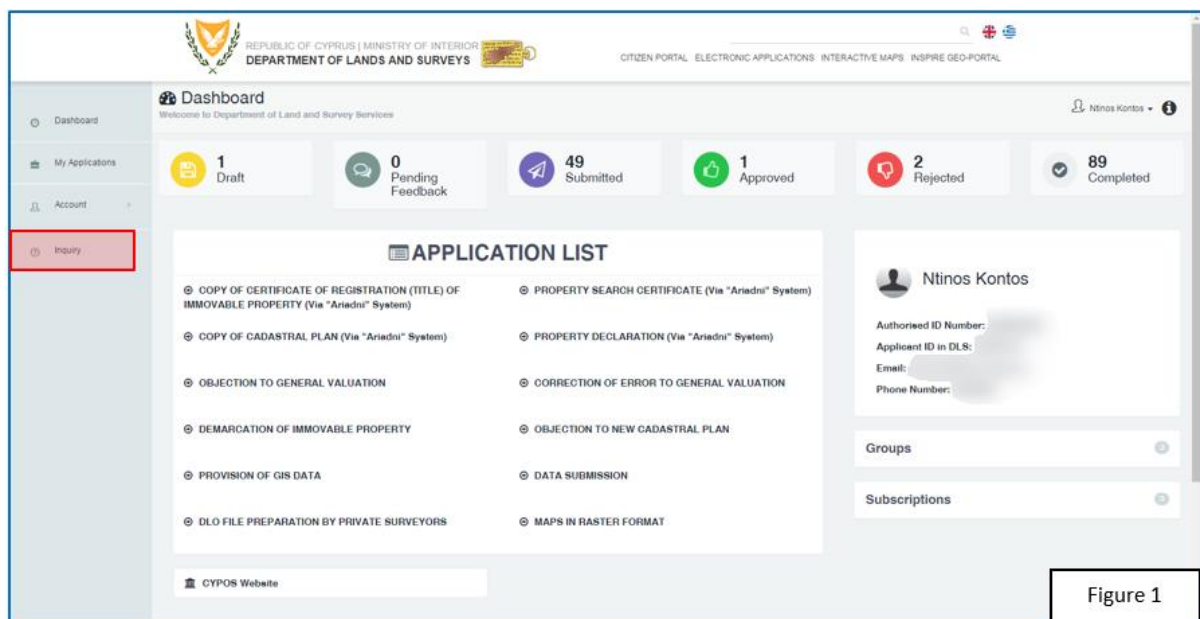 REPUBLIC OF CYPRUS | MINISTRY OF INTERIOR
DEPARTMENT OF LANDS AND SURVEYS
CITIZEN PORTAL ELECTRONIC APPLICATIONS INTERACTIVE MAPS INSPIRE GEO-PORTAL
Dashboard
Welcome to Department of Land and Survey Services
Ntinos Kontos
Dashboard
My Applications
Account
Inquiry
1
Draft
0
Pending
Feedback
49
Submitted
1
Approved
2
Rejected
89
Completed
APPLICATION LIST
COPY OF CERTIFICATE OF REGISTRATION (TITLE) OF
IMMOVABLE PROPERTY (Via "Ariadni" System)
PROPERTY SEARCH CERTIFICATE (Via "Ariadni" System)
COPY OF CADASTRAL PLAN (Via "Ariadni" System)
PROPERTY DECLARATION (Via "Ariadni" System)
OBJECTION TO GENERAL VALUATION
CORRECTION OF ERROR TO GENERAL VALUATION
DEMARCATION OF IMMOVABLE PROPERTY
OBJECTION TO NEW CADASTRAL PLAN
PROVISION OF GIS DATA
DATA SUBMISSION
DLO FILE PREPARATION BY PRIVATE SURVEYORS
MAPS IN RASTER FORMAT
CYPOS Website
Ntinos Kontos
Authorised ID Number:
Applicant ID in DLS:
Email:
Phone Number:
Groups
Subscriptions
Figure 1